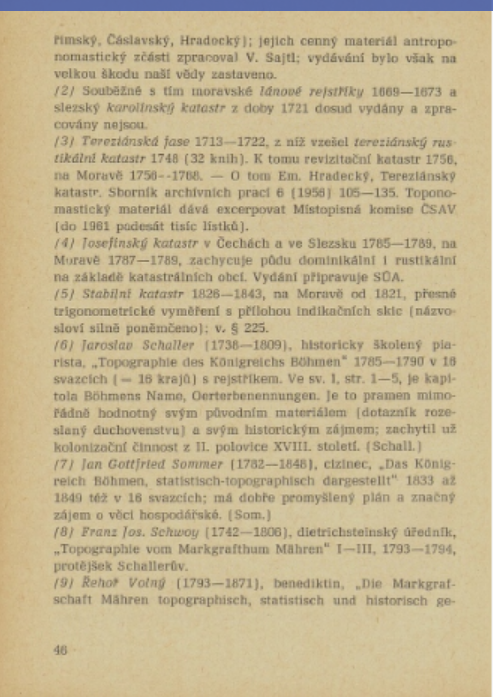 římský, Čáslavský, Hradecký); jejich cenný materiál antropo-
nomastický zčásti zpracoval V. Sajtl; vydávání bylo však na
velkou škodu naší vědy zastaveno.
/2/ Souběžné s tím moravské lánové rejstříky 1669—1673 a
slezský karolinský katastr z doby 1721 dosud vydány a zpra-
covány nejsou.
/3/ Tereziánská fase 1713—1722, z níž vzešel tereziánský rus-
tikální katastr 1748 (32 knih). K tomu revizitační katastr 1756,
na Moravě 1756--1768. — O tom Em. Hradecký, Tereziánský
katastr. Sborník archivních prací 6 (1956) 105—135. Topono-
mastický materiál dává excerpovat Místopisná komise ČSAV
(do 1961 padesát tisíc lístků).
/4/ Josefinský katastr v Čechách a ve Slezsku 1785—1789, na
Moravě 1787—1789, zachycuje půdu dominikální i rustikální
na základě katastrálních obcí. Vydání připravuje SÚA.
/5/ Stabilní katastr 1826—1843, na Moravě od 1821, přesné
trigonometrické vyměření s přílohou indikačních skic (názvo-
sloví silně poněmčeno); v. § 225.
/6/ Jaroslav Schaller (1738—1809), historicky školený pia-
rista, „Topographie des Königreichs Böhmen“ 1785—1790 v 16
svazcích (= 16 krajů) s rejstříkem. Ve sv. I, str. 1—5, je kapi-
tola Böhmens Name, Oerterbenennungen. Je to pramen mimo-
řádně hodnotný svým původním materiálem (dotazník roze-
slaný duchovenstvu) a svým historickým zájmem; zachytil už
kolonizační činnost z II. polovice XVIII. století. (Schall.)
/7/ Jan Gottfried Sommer (1782—1848), cizinec, „Das König-
reich Böhmen, statistisch-topographisch dargestellt“ 1833 až
1849 též v 16 svazcích; má dobře promyšlený plán a značný
zájem o věci hospodářské. (Som.)
/8/ Franz Jos. Schwoy (1742—1806), dietrichsteinský úředník,
„Topographie vom Markgrafthum Mähren“ I—III, 1793—1794,
protějšek Schallerův.
/9/ Řehoř Volný (1793—1871), benediktin, „Die Markgraf-
schaft Mähren topographisch, statistisch und historisch ge-
46